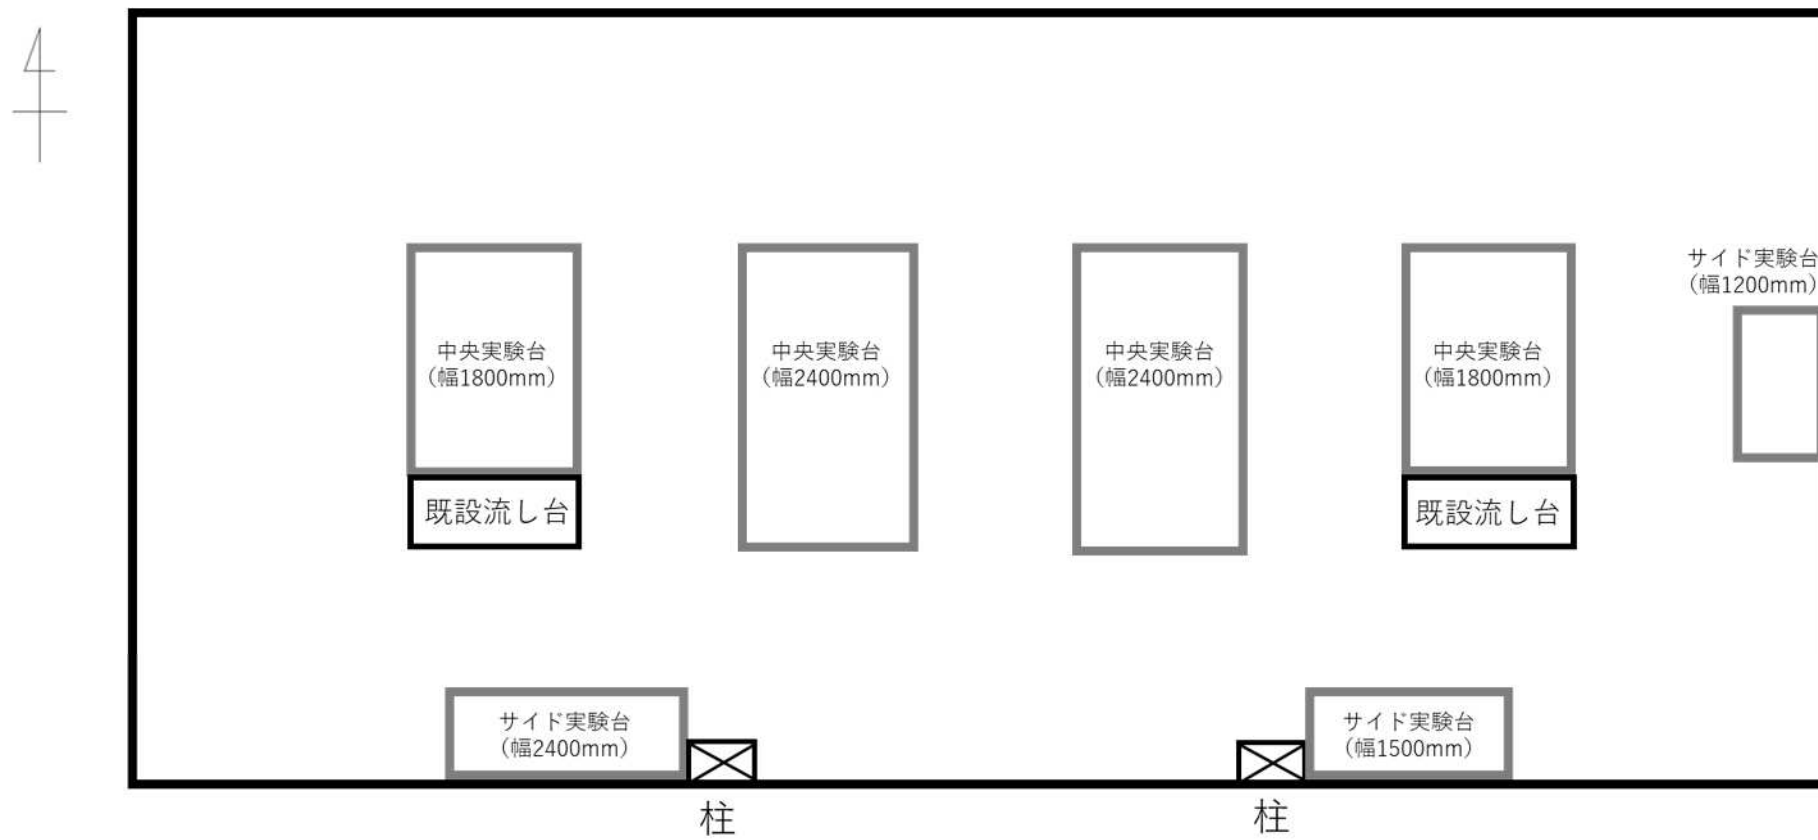 サイド実験台
（幅1200mm）
中央実験台
（幅1800mm）
中央実験台
（幅2400mm）
中央実験台
（幅2400mm）
中央実験台
（幅1800mm）
既設流し台
既設流し台
サイド実験台
（幅2400mm）
サイド実験台
（幅1500mm）
柱
柱